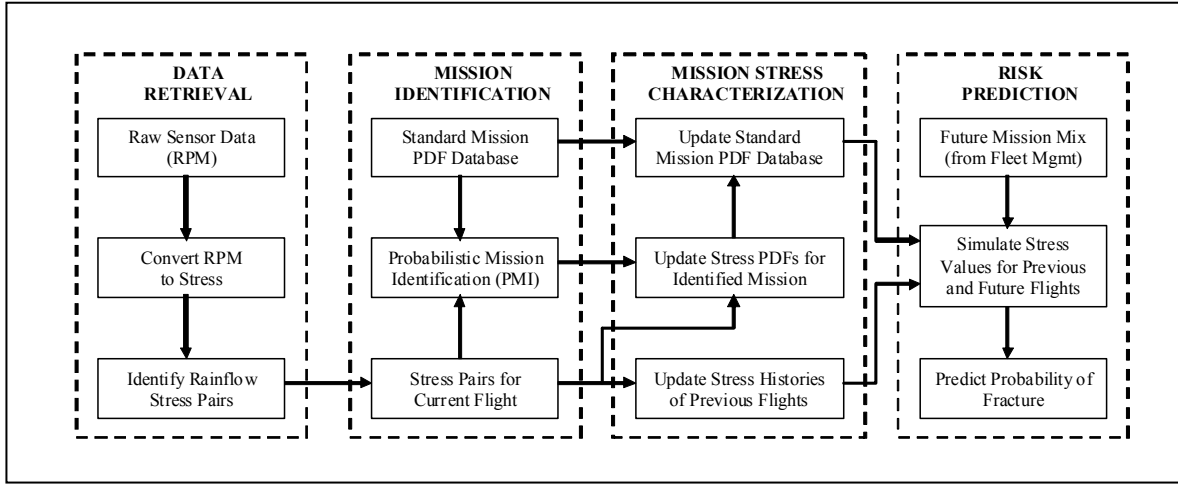 DATA
RETRIEVAL
Raw Sensor Data
(RPM)
Convert RPM
to Stress
Identify Rainflow
Stress Pairs
MISSION
IDENTIFICATION
Standard Mission
PDF Database
Probabilistic Mission
Identification (PMI)
Stress Pairs for
Current Flight
MISSION STRESS
CHARACTERIZATION
Update Standard
Mission PDF Database
Update Stress PDFs for
Identified Mission
Update Stress Histories
of Previous Flights
RISK
PREDICTION
Future Mission Mix
(from Fleet Mgmt)
Simulate Stress
Values for Previous
and Future Flights
Predict Probability of
Fracture